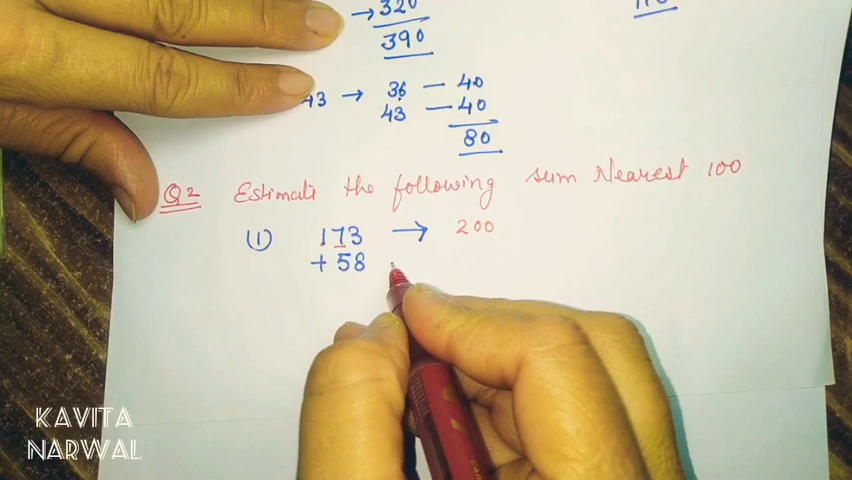 → 320
390
43 → 36 — 40
43 — 40
80
Q2 Estimate the following sum Nearest 100
(1) 173 → 200
+ 58
KAVITA
NARWAL